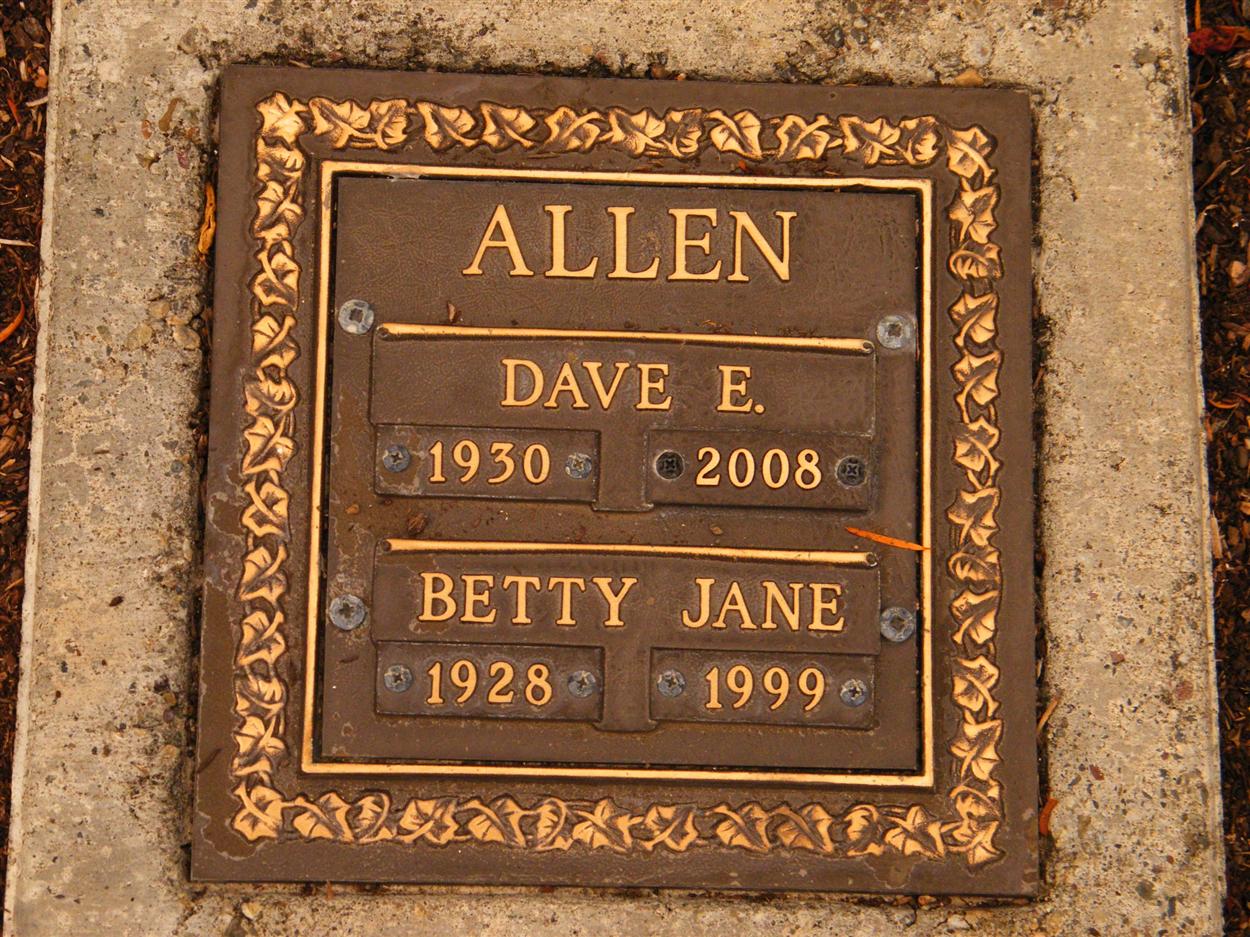 ALLEN
DAVE E.
1930 2008
BETTY JANE
1928 1999